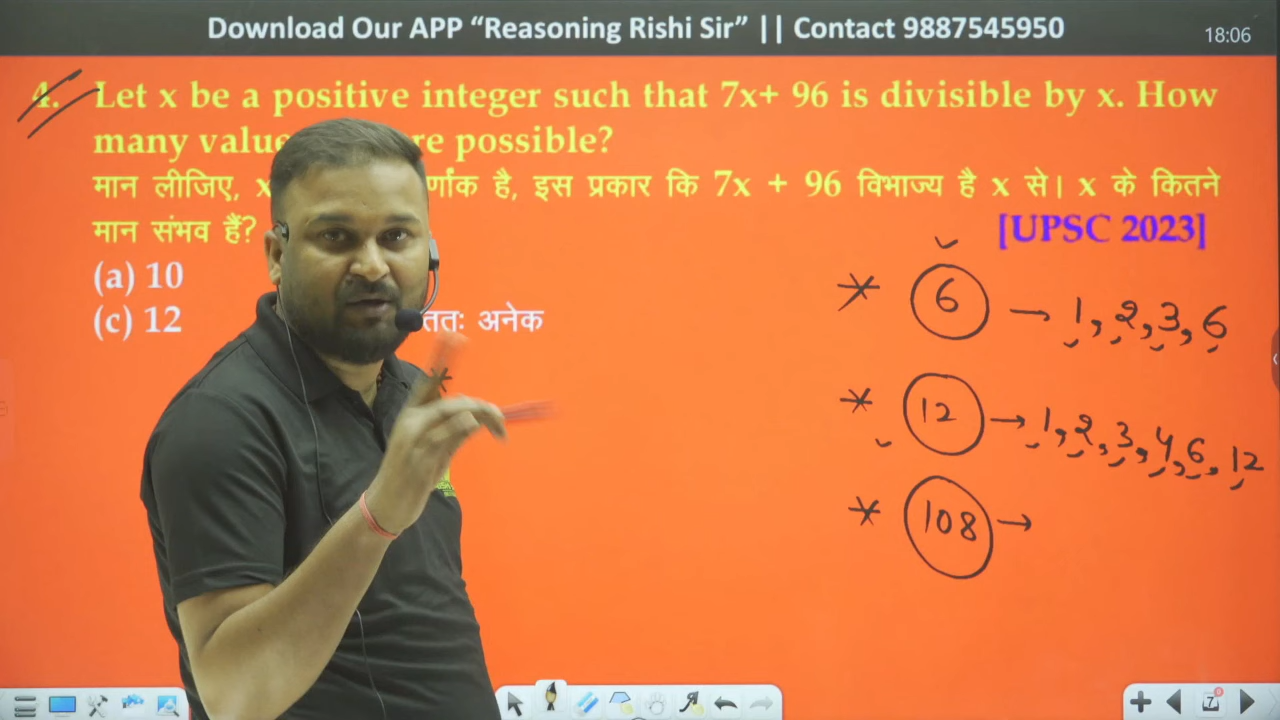 Download Our APP “Reasoning Rishi Sir” || Contact 9887545950
18:06
4. Let x be a positive integer such that 7x+ 96 is divisible by x. How
many re possible?
मान लीजिए, x है, इस प्रकार कि 7x + 96 विभाज्य है x से। x के कितने
मान संभव हैं? [UPSC 2023]
(a) 10
(c) 12 अनेक
* 6 → 1, 2, 3, 6
* 12 → 1, 2, 3, 4, 6, 12
* 108 →
7